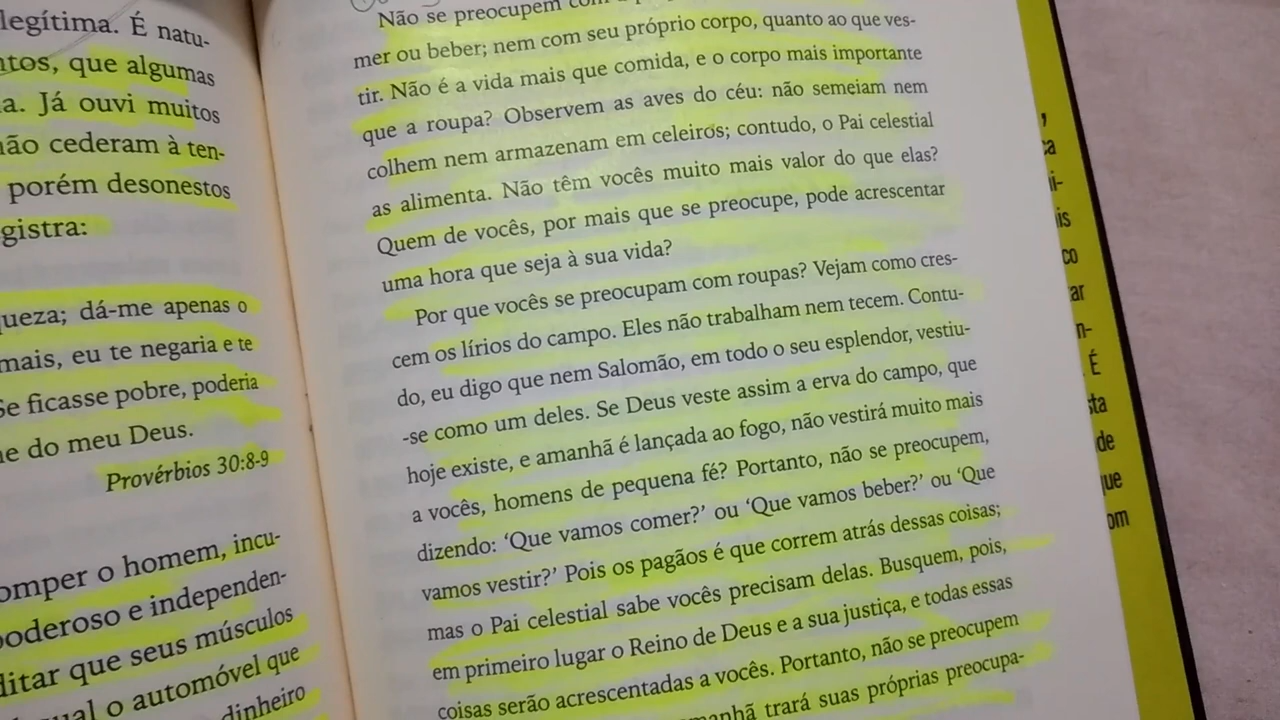 legítima. É natu-
ntos, que algumas
a. Já ouvi muitos
não cederam à ten-
porém desonestos
gistra:
queza; dá-me apenas o
mais, eu te negaria e te
Se ficasse pobre, poderia
me do meu Deus.
Provérbios 30:8-9
omper o homem, incu-
poderoso e independen-
ditar que seus músculos
qual o automóvel que
dinheiro
Não se preocupem
mer ou beber; nem com seu próprio corpo, quanto ao que ves-
tir. Não é a vida mais que comida, e o corpo mais importante
que a roupa? Observem as aves do céu: não semeiam nem
colhem nem armazenam em celeiros; contudo, o Pai celestial
as alimenta. Não têm vocês muito mais valor do que elas?
Quem de vocês, por mais que se preocupe, pode acrescentar
uma hora que seja à sua vida?
Por que vocês se preocupam com roupas? Vejam como cres-
cem os lírios do campo. Eles não trabalham nem tecem. Contu-
do, eu digo que nem Salomão, em todo o seu esplendor, vestiu-
-se como um deles. Se Deus veste assim a erva do campo, que
hoje existe, e amanhã é lançada ao fogo, não vestirá muito mais
a vocês, homens de pequena fé? Portanto, não se preocupem,
dizendo: ‘Que vamos comer?’ ou ‘Que vamos beber?’ ou ‘Que
vamos vestir?’ Pois os pagãos é que correm atrás dessas coisas;
mas o Pai celestial sabe vocês precisam delas. Busquem, pois,
em primeiro lugar o Reino de Deus e a sua justiça, e todas essas
coisas serão acrescentadas a vocês. Portanto, não se preocupem
manhã trará suas próprias preocupa-
,
ca
i-
is
co
ar
n-
. É
sta
de
que
om